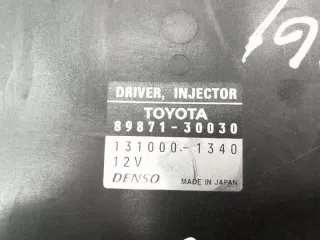 DRIVER, INJECTOR
TOYOTA
89871-30030
131000-1340
12V
DENSO MADE IN JAPAN